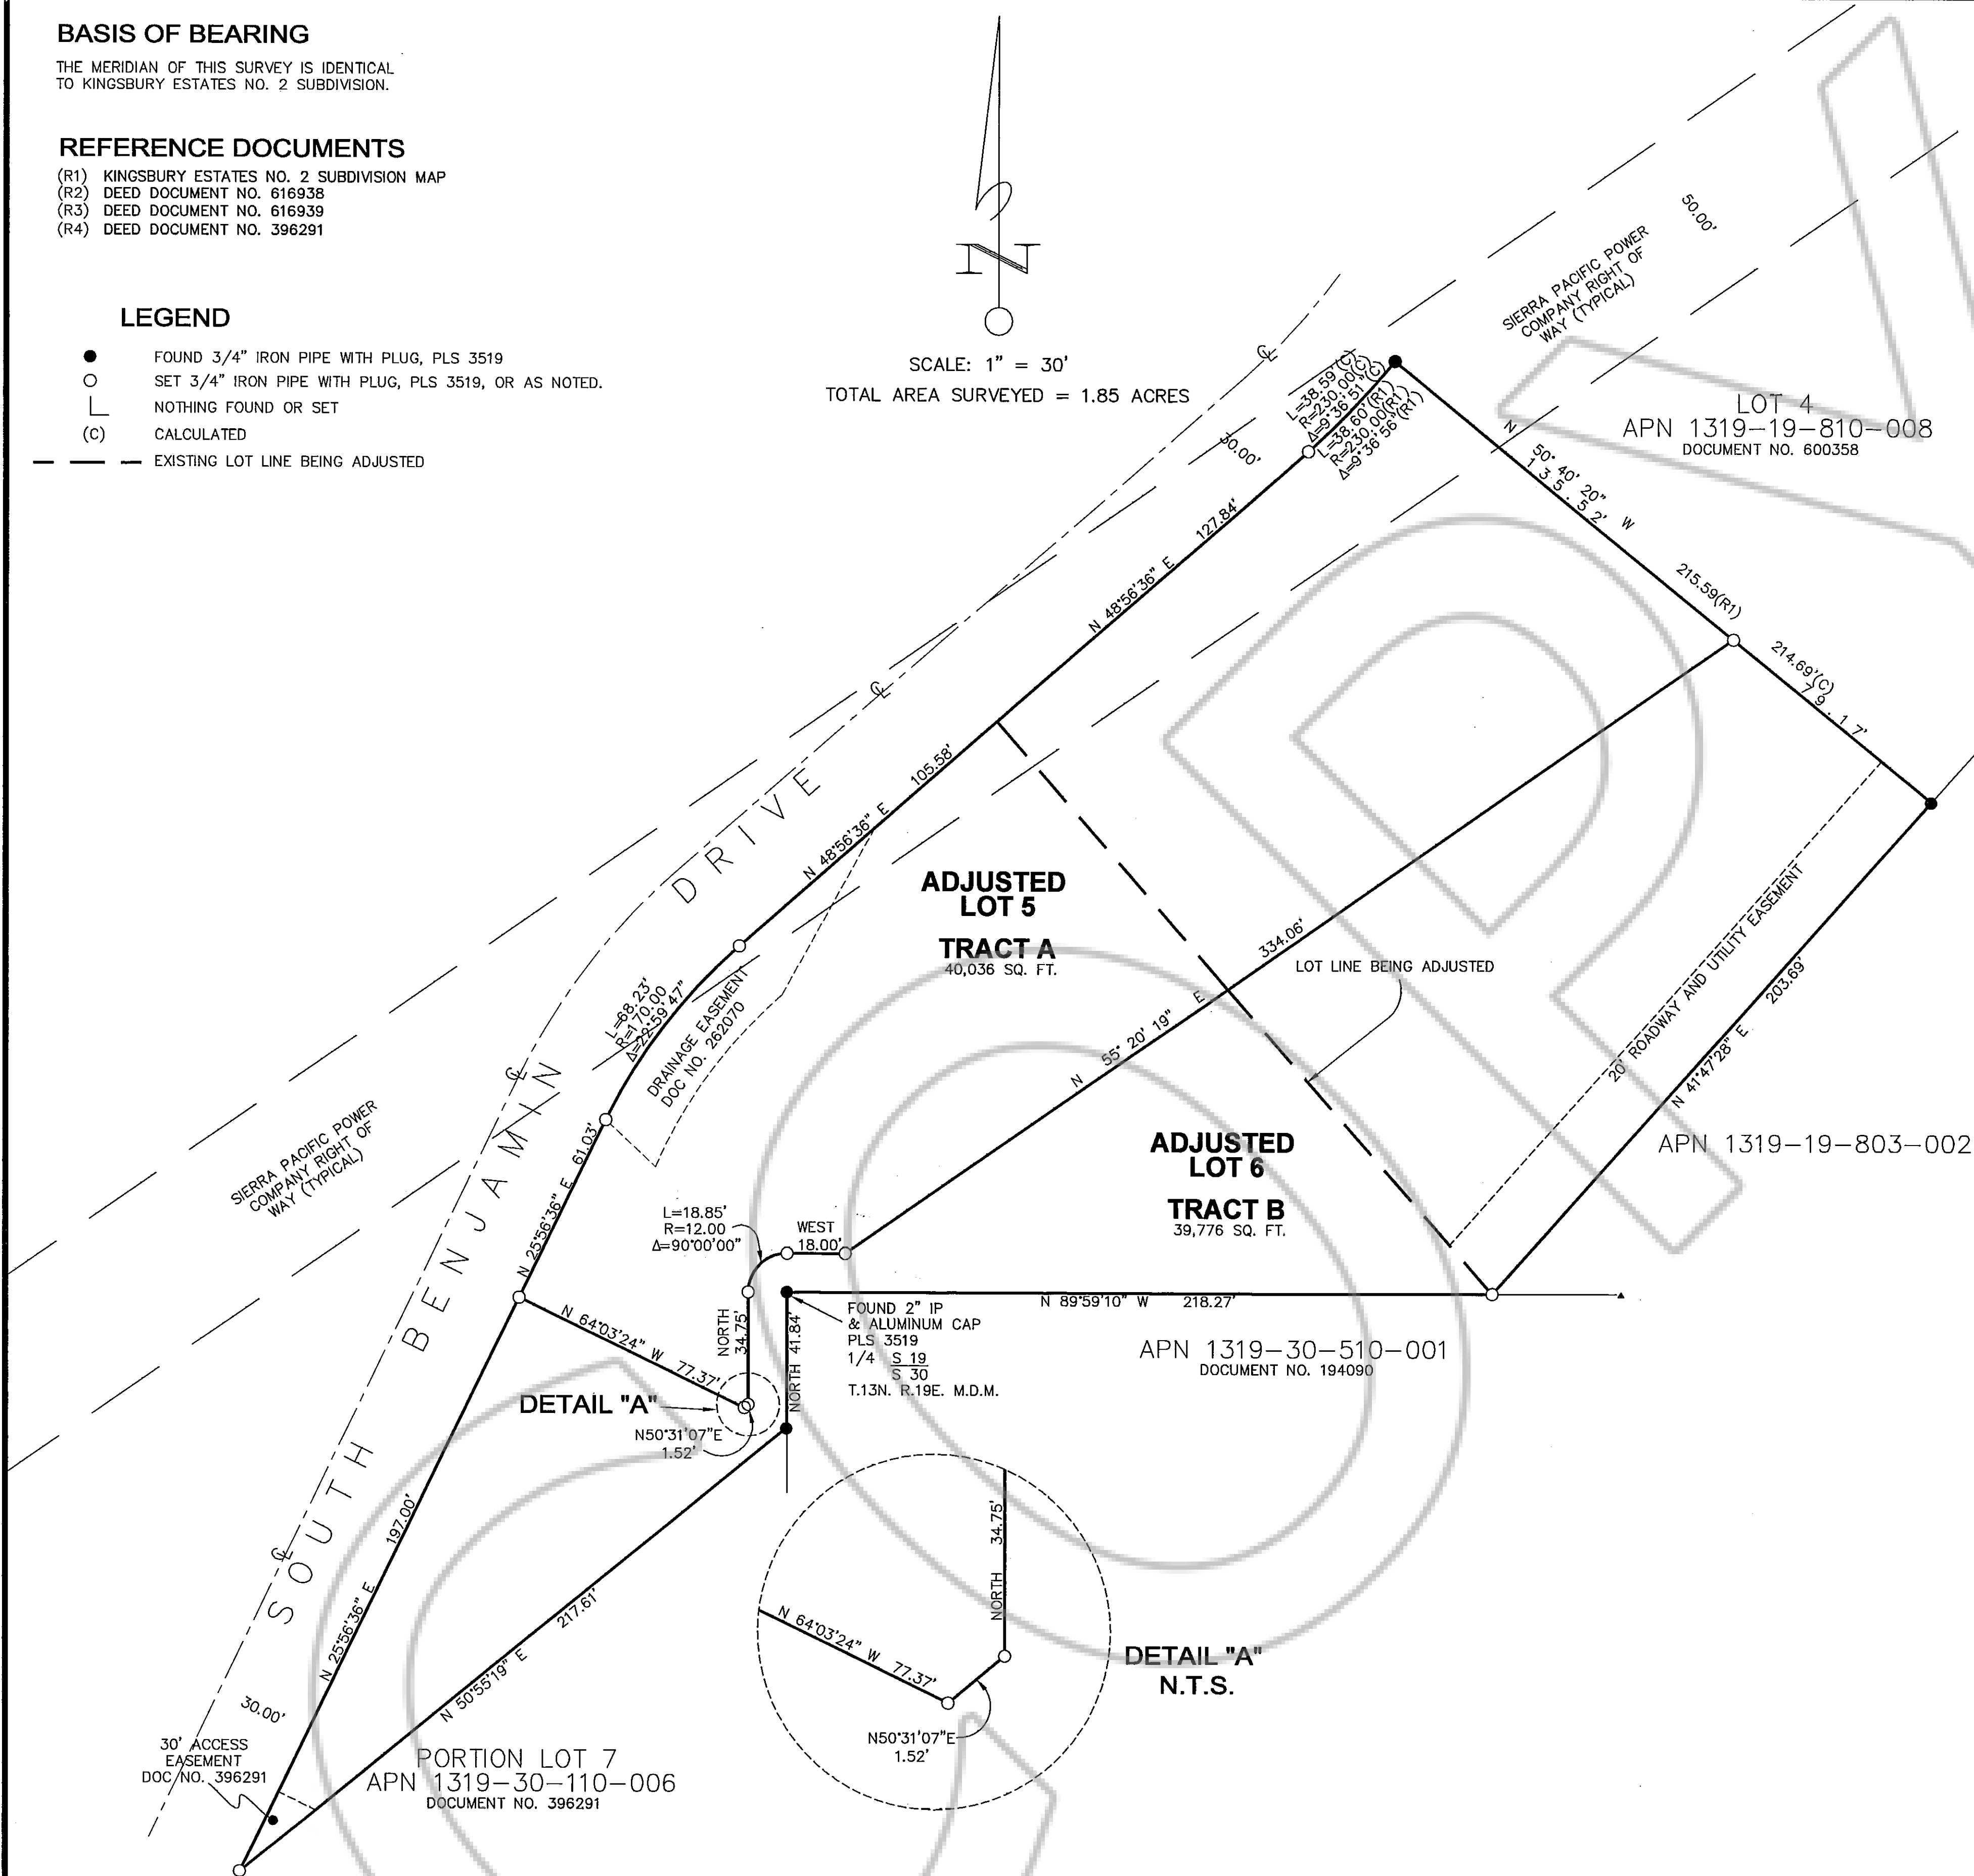 BASIS OF BEARING
THE MERIDIAN OF THIS SURVEY IS IDENTICAL
TO KINGSBURY ESTATES NO. 2 SUBDIVISION.
REFERENCE DOCUMENTS
(R1) KINGSBURY ESTATES NO. 2 SUBDIVISION MAP
(R2) DEED DOCUMENT NO. 616938
(R3) DEED DOCUMENT NO. 616939
(R4) DEED DOCUMENT NO. 396291
LEGEND
FOUND 3/4" IRON PIPE WITH PLUG, PLS 3519
SET 3/4" IRON PIPE WITH PLUG, PLS 3519, OR AS NOTED.
NOTHING FOUND OR SET
(C) CALCULATED
EXISTING LOT LINE BEING ADJUSTED
N
SCALE: 1" = 30'
TOTAL AREA SURVEYED = 1.85 ACRES
50.00'
SIERRA PACIFIC POWER
COMPANY RIGHT OF
WAY (TYPICAL)
L=38.59'(C)
R=230.00(C)
Δ=9°36'51"(C)
L=38.60'(R1)
R=230.00(R1)
Δ=9°36'56"(R1)
30.00'
LOT 4
APN 1319-19-810-008
DOCUMENT NO. 600358
N 50° 40' 20" W
135.52'
215.59(R1)
214.69'(C)
79.17'
N 48°56'36" E 127.84'
N 48°56'36" E 105.58'
SOUTH BENJAMIN DRIVE
ADJUSTED
LOT 5
TRACT A
40,036 SQ. FT.
334.06'
N 55° 20' 19" E
LOT LINE BEING ADJUSTED
20' ROADWAY AND UTILITY EASEMENT
N 41°47'28" E 203.69'
APN 1319-19-803-002
L=68.23'
R=170.00
Δ=22°59'47"
DRAINAGE EASEMENT
DOC NO. 262070
SIERRA PACIFIC POWER
COMPANY RIGHT OF
WAY (TYPICAL)
N 25°56'36" E 61.03'
ADJUSTED
LOT 6
TRACT B
39,776 SQ. FT.
L=18.85'
R=12.00
Δ=90°00'00"
WEST
18.00'
N 89°59'10" W 218.27'
NORTH
34.75'
NORTH 41.84'
FOUND 2" IP
& ALUMINUM CAP
PLS 3519
1/4 S 19
S 30
T.13N. R.19E. M.D.M.
APN 1319-30-510-001
DOCUMENT NO. 194090
N 64°03'24" W 77.37'
DETAIL "A"
N50°31'07"E
1.52'
N 25°56'36" E 197.00'
N 50°55'19" E 217.61'
30.00'
30' ACCESS
EASEMENT
DOC NO. 396291
PORTION LOT 7
APN 1319-30-110-006
DOCUMENT NO. 396291
NORTH 34.75'
N 64°03'24" W 77.37'
N50°31'07"E
1.52'
DETAIL "A"
N.T.S.